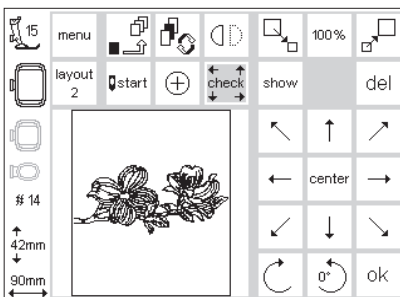 15 menu 100%
layout
2
start check show del
center
# 14
42mm
90mm 0° ok